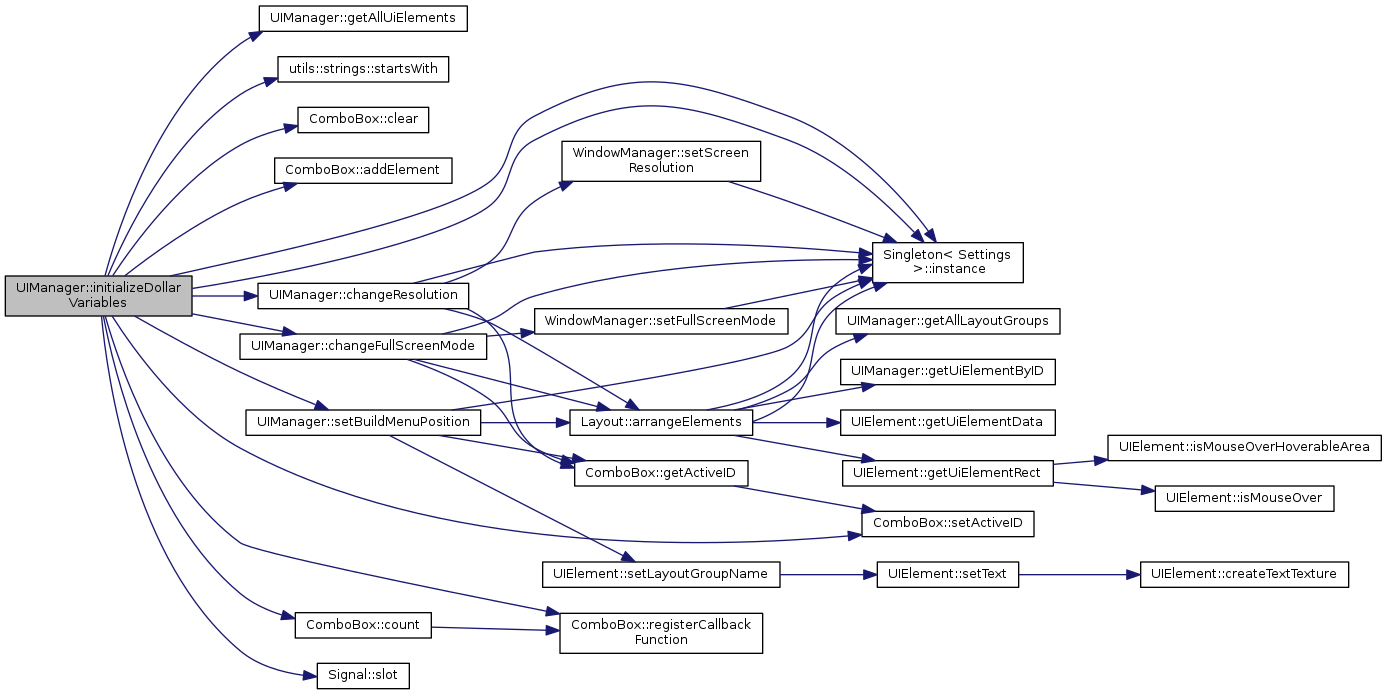 UIManager::getAllUiElements
utils::strings::startsWith
ComboBox::clear
ComboBox::addElement
UIManager::initializeDollar
Variables
UIManager::changeResolution
UIManager::changeFullScreenMode
UIManager::setBuildMenuPosition
ComboBox::count
Signal::slot
WindowManager::setScreen
Resolution
WindowManager::setFullScreenMode
Layout::arrangeElements
ComboBox::getActiveID
UIElement::setLayoutGroupName
ComboBox::registerCallback
Function
Singleton< Settings
>::instance
UIManager::getAllLayoutGroups
UIManager::getUiElementByID
UIElement::getUiElementData
UIElement::getUiElementRect
ComboBox::setActiveID
UIElement::setText
UIElement::isMouseOverHoverableArea
UIElement::isMouseOver
UIElement::createTextTexture